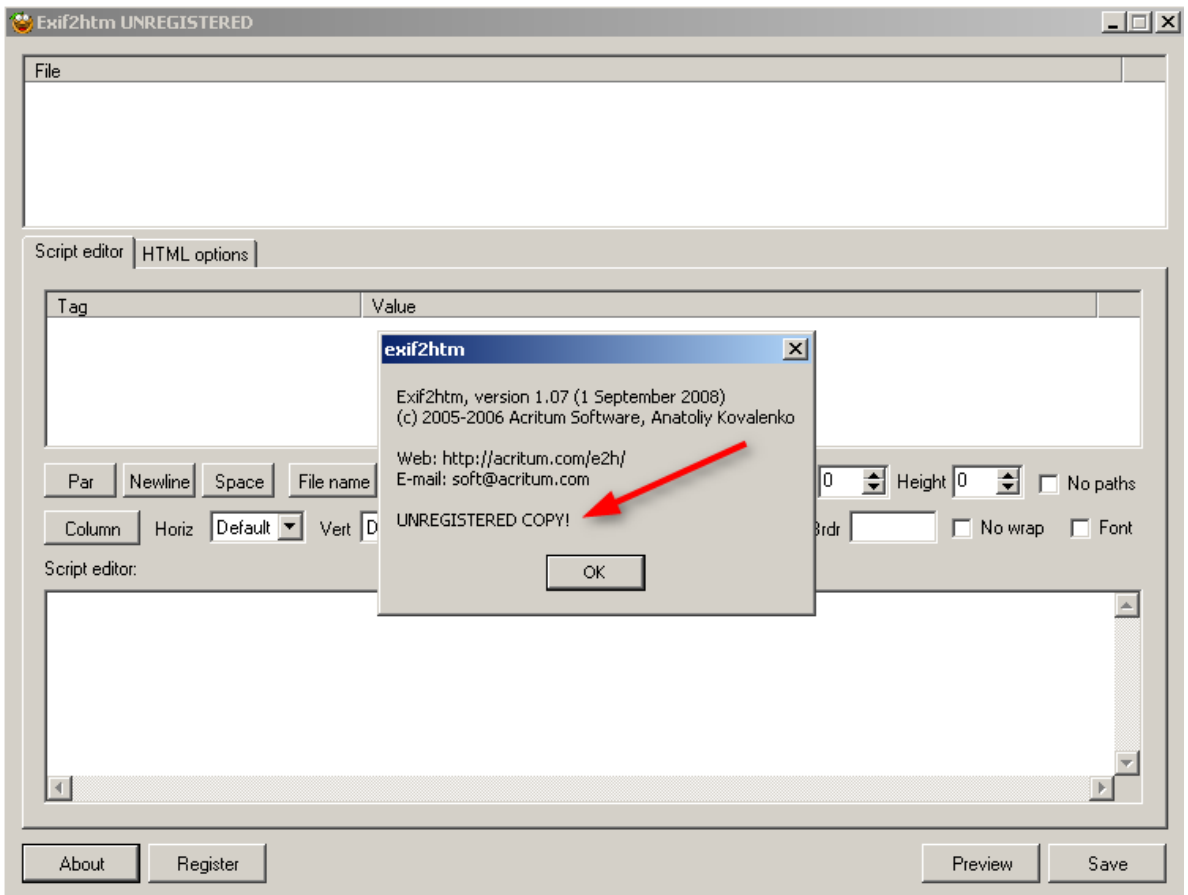 Exif2htm UNREGISTERED
File
Script editor HTML options
Tag Value
exif2htm
Exif2htm, version 1.07 (1 September 2008)
(c) 2005-2006 Acritum Software, Anatoliy Kovalenko
Web: http://acritum.com/e2h/
E-mail: soft@acritum.com
UNREGISTERED COPY!
OK
Par Newline Space File name 0 Height 0 No paths
Column Horiz Default Vert No wrap Font
Script editor:
About Register Preview Save